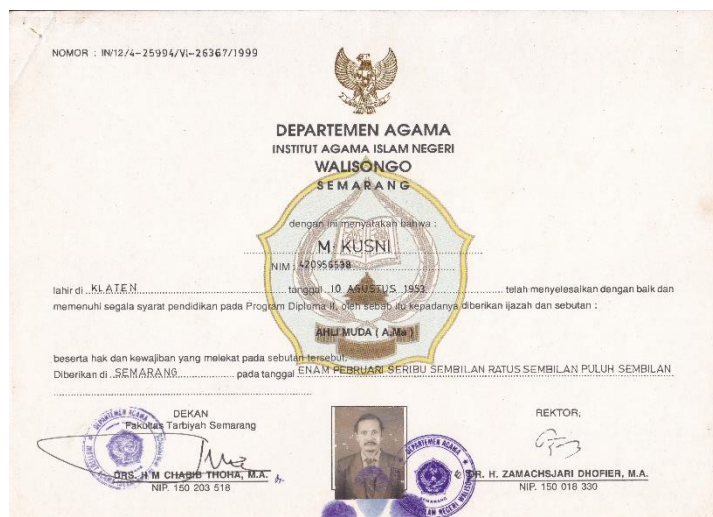 NOMOR : IN/12/4-25994/VI-26367/1999
DEPARTEMEN AGAMA
INSTITUT AGAMA ISLAM NEGERI
WALISONGO
SEMARANG
dengan ini menyatakan bahwa :
M. KUSNI
NIM : 420956538
lahir di KLATEN tanggal 10 AGUSTUS 1953 telah menyelesaikan dengan baik dan
memenuhi segala syarat pendidikan pada Program Diploma II, oleh sebab itu kepadanya diberikan ijazah dan sebutan :
AHLI MUDA ( A.Ma )
beserta hak dan kewajiban yang melekat pada sebutan tersebut.
Diberikan di SEMARANG pada tanggal ENAM PEBRUARI SERIBU SEMBILAN RATUS SEMBILAN PULUH SEMBILAN
DEKAN
Fakultas Tarbiyah Semarang
DRS. H M CHABIB THOHA, M.A.
NIP. 150 203 518
DEPARTEMEN AGAMA
SEMARANG
REKTOR,
DR. H. ZAMACHSJARI DHOFIER, M.A.
NIP. 150 018 330